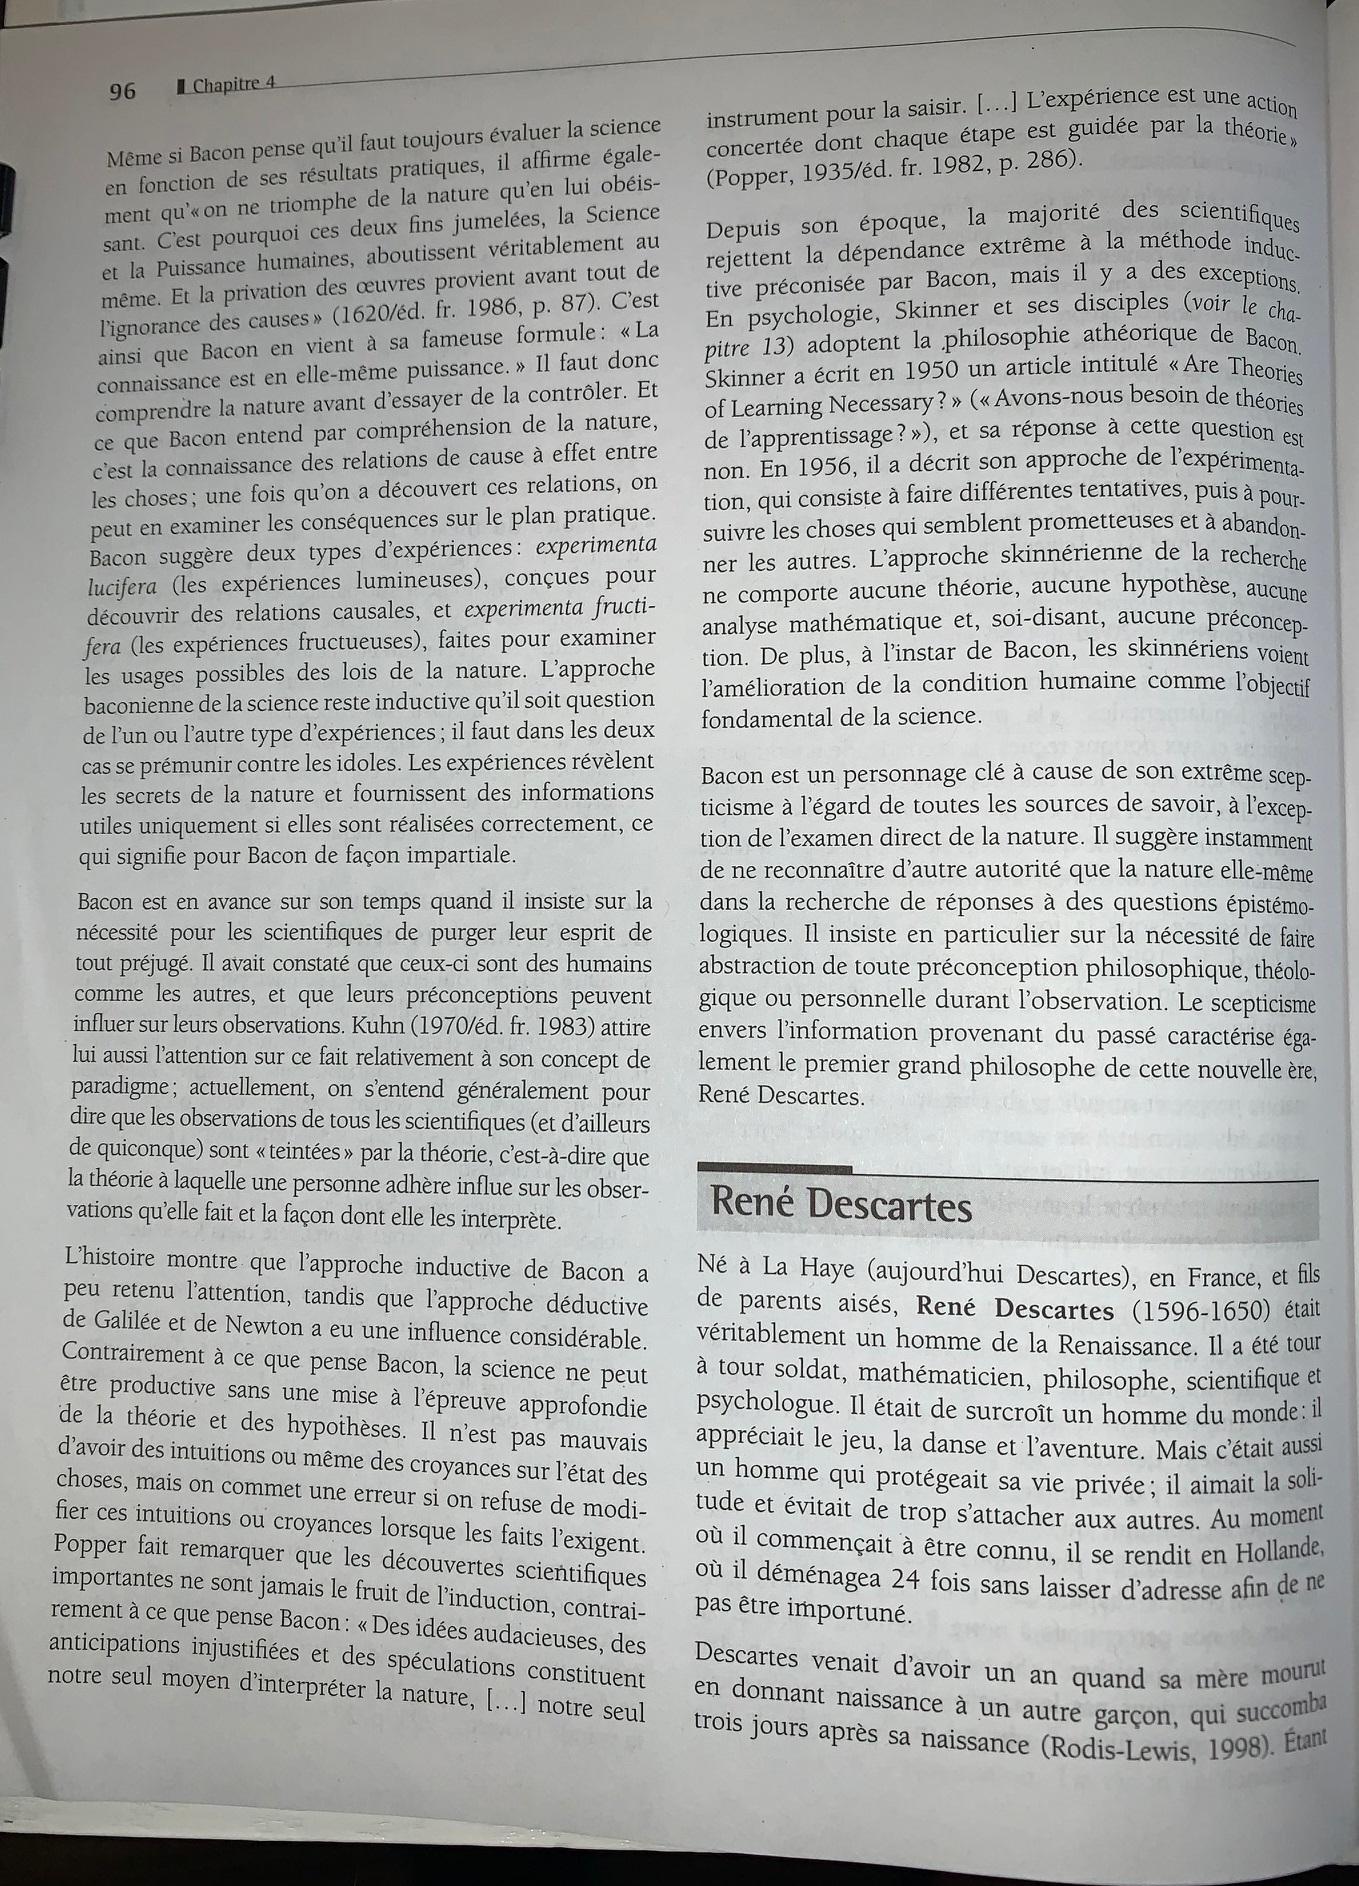 96 Chapitre 4
Même si Bacon pense qu'il faut toujours évaluer la science
en fonction de ses résultats pratiques, il affirme égale-
ment qu'« on ne triomphe de la nature qu'en lui obéis-
sant. C'est pourquoi ces deux fins jumelées, la Science
et la Puissance humaines, aboutissent véritablement au
même. Et la privation des œuvres provient avant tout de
l'ignorance des causes » (1620/éd. fr. 1986, p. 87). C'est
ainsi que Bacon en vient à sa fameuse formule : « La
connaissance est en elle-même puissance. » Il faut donc
comprendre la nature avant d'essayer de la contrôler. Et
ce que Bacon entend par compréhension de la nature,
c'est la connaissance des relations de cause à effet entre
les choses ; une fois qu'on a découvert ces relations, on
peut en examiner les conséquences sur le plan pratique.
Bacon suggère deux types d'expériences : experimenta
lucifera (les expériences lumineuses), conçues pour
découvrir des relations causales, et experimenta fructi-
fera (les expériences fructueuses), faites pour examiner
les usages possibles des lois de la nature. L'approche
baconienne de la science reste inductive qu'il soit question
de l'un ou l'autre type d'expériences ; il faut dans les deux
cas se prémunir contre les idoles. Les expériences révèlent
les secrets de la nature et fournissent des informations
utiles uniquement si elles sont réalisées correctement, ce
qui signifie pour Bacon de façon impartiale.
Bacon est en avance sur son temps quand il insiste sur la
nécessité pour les scientifiques de purger leur esprit de
tout préjugé. Il avait constaté que ceux-ci sont des humains
comme les autres, et que leurs préconceptions peuvent
influer sur leurs observations. Kuhn (1970/éd. fr. 1983) attire
lui aussi l'attention sur ce fait relativement à son concept de
paradigme ; actuellement, on s'entend généralement pour
dire que les observations de tous les scientifiques (et d'ailleurs
de quiconque) sont « teintées » par la théorie, c'est-à-dire que
la théorie à laquelle une personne adhère influe sur les obser-
vations qu'elle fait et la façon dont elle les interprète.
L'histoire montre que l'approche inductive de Bacon a
peu retenu l'attention, tandis que l'approche déductive
de Galilée et de Newton a eu une influence considérable.
Contrairement à ce que pense Bacon, la science ne peut
être productive sans une mise à l'épreuve approfondie
de la théorie et des hypothèses. Il n'est pas mauvais
d'avoir des intuitions ou même des croyances sur l'état des
choses, mais on commet une erreur si on refuse de modi-
fier ces intuitions ou croyances lorsque les faits l'exigent.
Popper fait remarquer que les découvertes scientifiques
importantes ne sont jamais le fruit de l'induction, contrai-
rement à ce que pense Bacon : « Des idées audacieuses, des
anticipations injustifiées et des spéculations constituent
notre seul moyen d'interpréter la nature, [...] notre seul
instrument pour la saisir. [...] L'expérience est une action
concertée dont chaque étape est guidée par la théorie »
(Popper, 1935/éd. fr. 1982, p. 286).
Depuis son époque, la majorité des scientifiques
rejettent la dépendance extrême à la méthode induc-
tive préconisée par Bacon, mais il y a des exceptions.
En psychologie, Skinner et ses disciples (voir le cha-
pitre 13) adoptent la philosophie athéorique de Bacon.
Skinner a écrit en 1950 un article intitulé « Are Theories
of Learning Necessary ? » (« Avons-nous besoin de théories
de l'apprentissage ? »), et sa réponse à cette question est
non. En 1956, il a décrit son approche de l'expérimenta-
tion, qui consiste à faire différentes tentatives, puis à pour-
suivre les choses qui semblent prometteuses et à abandon-
ner les autres. L'approche skinnérienne de la recherche
ne comporte aucune théorie, aucune hypothèse, aucune
analyse mathématique et, soi-disant, aucune préconcep-
tion. De plus, à l'instar de Bacon, les skinnériens voient
l'amélioration de la condition humaine comme l'objectif
fondamental de la science.
Bacon est un personnage clé à cause de son extrême scep-
ticisme à l'égard de toutes les sources de savoir, à l'excep-
tion de l'examen direct de la nature. Il suggère instamment
de ne reconnaître d'autre autorité que la nature elle-même
dans la recherche de réponses à des questions épistémo-
logiques. Il insiste en particulier sur la nécessité de faire
abstraction de toute préconception philosophique, théolo-
gique ou personnelle durant l'observation. Le scepticisme
envers l'information provenant du passé caractérise éga-
lement le premier grand philosophe de cette nouvelle ère,
René Descartes.
René Descartes
Né à La Haye (aujourd'hui Descartes), en France, et fils
de parents aisés, René Descartes (1596-1650) était
véritablement un homme de la Renaissance. Il a été tour
à tour soldat, mathématicien, philosophe, scientifique et
psychologue. Il était de surcroît un homme du monde : il
appréciait le jeu, la danse et l'aventure. Mais c'était aussi
un homme qui protégeait sa vie privée ; il aimait la soli-
tude et évitait de trop s'attacher aux autres. Au moment
où il commençait à être connu, il se rendit en Hollande,
où il déménagea 24 fois sans laisser d'adresse afin de ne
pas être importuné.
Descartes venait d'avoir un an quand sa mère mourut
en donnant naissance à un autre garçon, qui succomba
trois jours après sa naissance (Rodis-Lewis, 1998). Étant